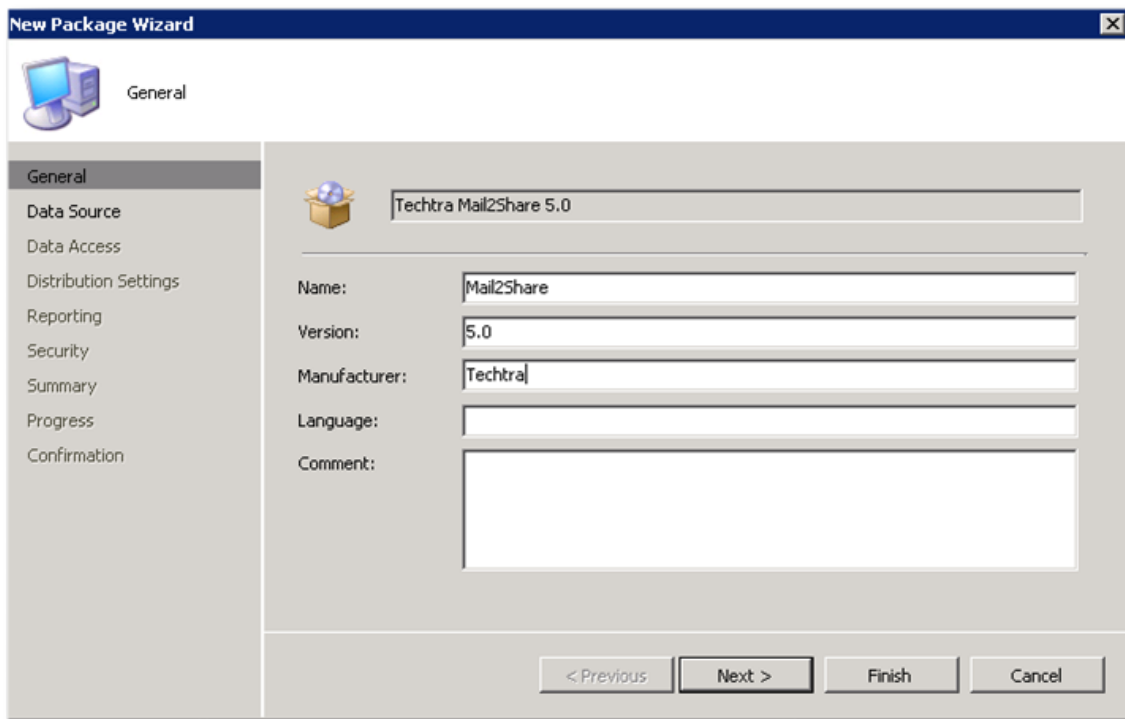 New Package Wizard
General
General
Data Source
Data Access
Distribution Settings
Reporting
Security
Summary
Progress
Confirmation
Techtra Mail2Share 5.0
Name: Mail2Share
Version: 5.0
Manufacturer: Techtra
Language:
Comment:
< Previous Next > Finish Cancel